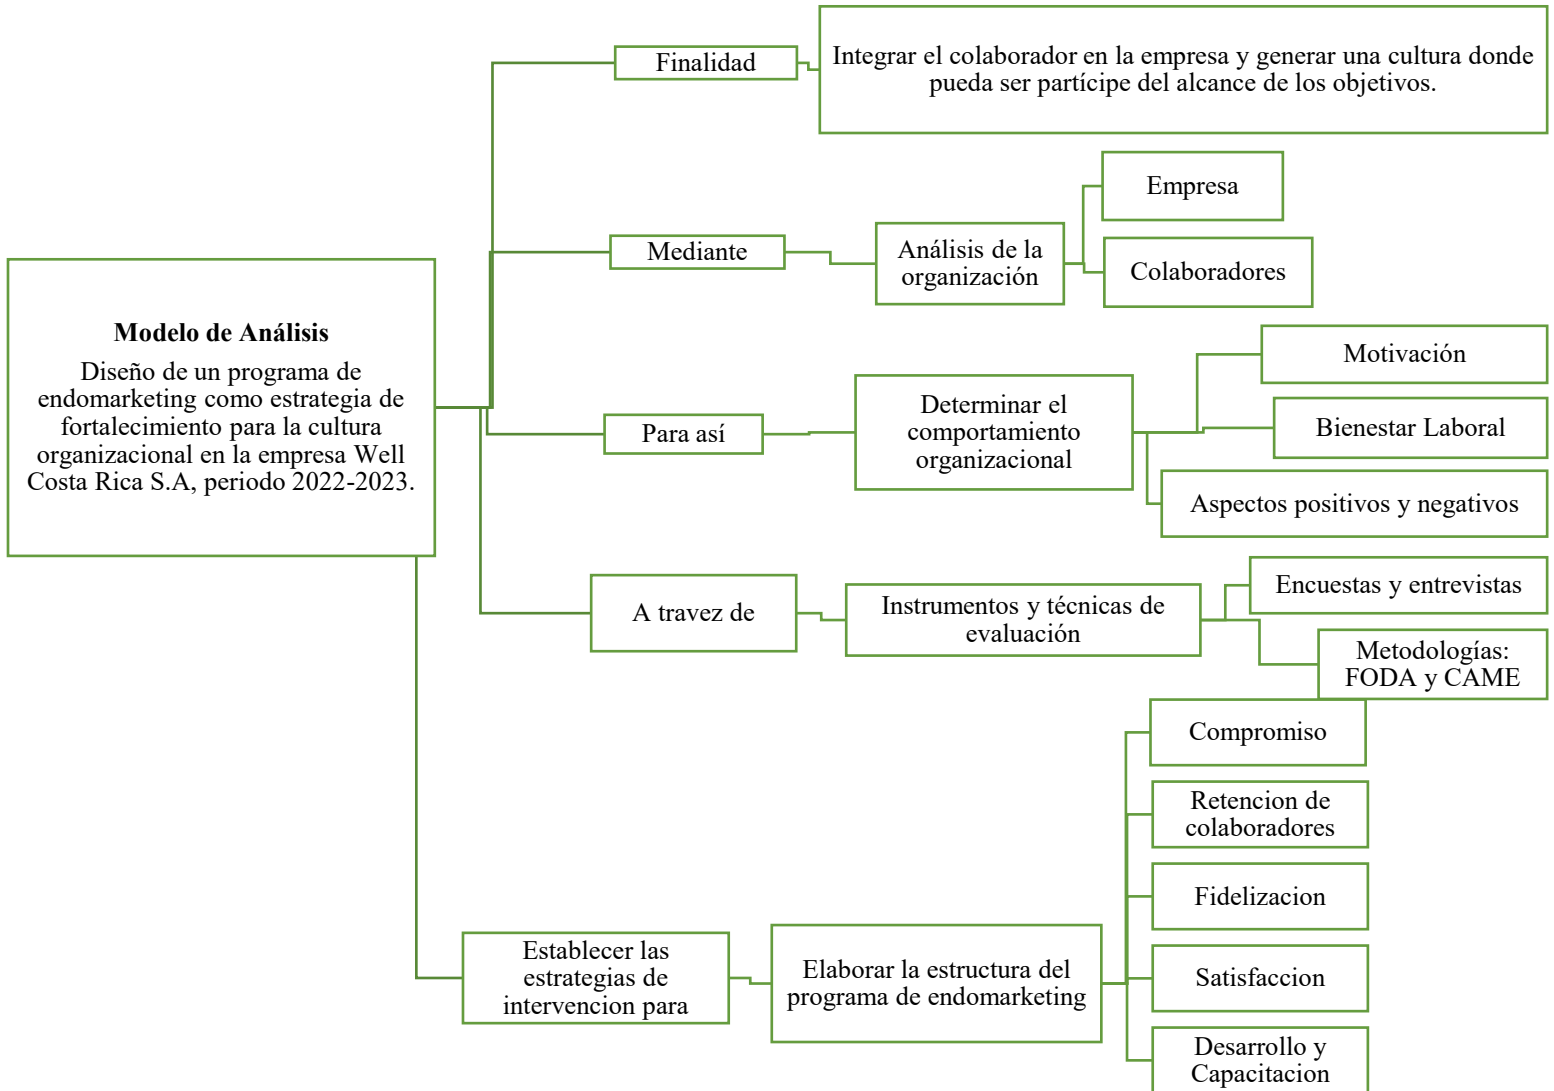 Finalidad
Integrar el colaborador en la empresa y generar una cultura donde
pueda ser partícipe del alcance de los objetivos.
Empresa
Mediante
Análisis de la
organización
Colaboradores
Modelo de Análisis
Diseño de un programa de
endomarketing como estrategia de
fortalecimiento para la cultura
organizacional en la empresa Well
Costa Rica S.A, periodo 2022-2023.
Para así
Determinar el
comportamiento
organizacional
Motivación
Bienestar Laboral
Aspectos positivos y negativos
A travez de
Instrumentos y técnicas de
evaluación
Encuestas y entrevistas
Metodologías:
FODA y CAME
Establecer las
estrategias de
intervencion para
Elaborar la estructura del
programa de endomarketing
Compromiso
Retencion de
colaboradores
Fidelizacion
Satisfaccion
Desarrollo y
Capacitacion